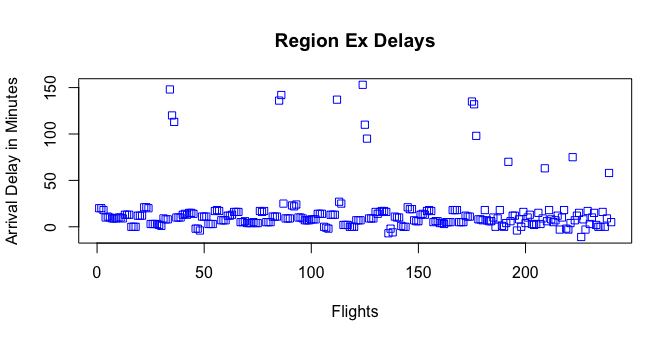 Region Ex Delays
Arrival Delay in Minutes
150
100
50
0
0 50 100 150 200
Flights